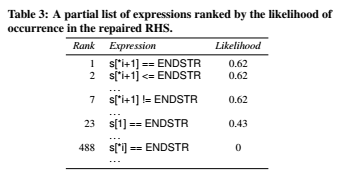 Table 3: A partial list of expressions ranked by the likelihood of
occurrence in the repaired RHS.
Rank Expression Likelihood
1 s[*i+1] == ENDSTR 0.62
2 s[*i+1] <= ENDSTR 0.62
...
7 s[*i+1] != ENDSTR 0.62
...
23 s[1] == ENDSTR 0.43
...
488 s[*i] == ENDSTR 0
...